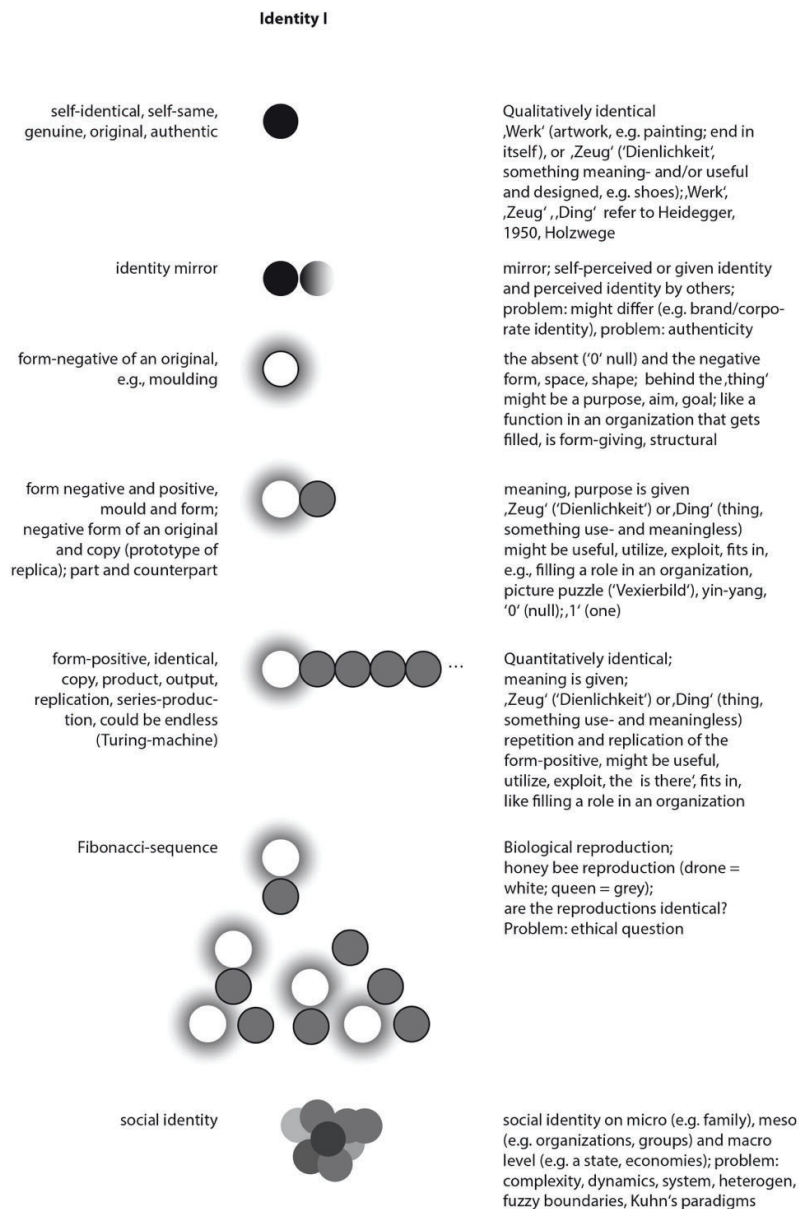 Identity I
self-identical, self-same,
genuine, original, authentic
Qualitatively identical
‚Werk‘ (artwork, e.g. painting; end in
itself), or ‚Zeug‘ (‘Dienlichkeit‘,
something meaning- and/or useful
and designed, e.g. shoes);‚Werk‘,
‚Zeug‘ ,‚Ding‘ refer to Heidegger,
1950, Holzwege
identity mirror
mirror; self-perceived or given identity
and perceived identity by others;
problem: might differ (e.g. brand/corpo-
rate identity), problem: authenticity
form-negative of an original,
e.g., moulding
the absent (‘0‘ null) and the negative
form, space, shape; behind the ‚thing‘
might be a purpose, aim, goal; like a
function in an organization that gets
filled, is form-giving, structural
form negative and positive,
mould and form;
negative form of an original
and copy (prototype of
replica); part and counterpart
meaning, purpose is given
‚Zeug‘ (‘Dienlichkeit‘) or ‚Ding‘ (thing,
something use- and meaningless)
might be useful, utilize, exploit, fits in,
e.g., filling a role in an organization,
picture puzzle (‘Vexierbild‘), yin-yang,
‘0‘ (null);‚1‘ (one)
form-positive, identical,
copy, product, output,
replication, series-produc-
tion, could be endless
(Turing-machine)
...
Quantitatively identical;
meaning is given;
‚Zeug‘ (‘Dienlichkeit‘) or ‚Ding‘ (thing,
something use- and meaningless)
repetition and replication of the
form-positive, might be useful,
utilize, exploit, the is there‘, fits in,
like filling a role in an organization
Fibonacci-sequence
Biological reproduction;
honey bee reproduction (drone =
white; queen = grey);
are the reproductions identical?
Problem: ethical question
social identity
social identity on micro (e.g. family), meso
(e.g. organizations, groups) and macro
level (e.g. a state, economies); problem:
complexity, dynamics, system, heterogen,
fuzzy boundaries, Kuhn‘s paradigms